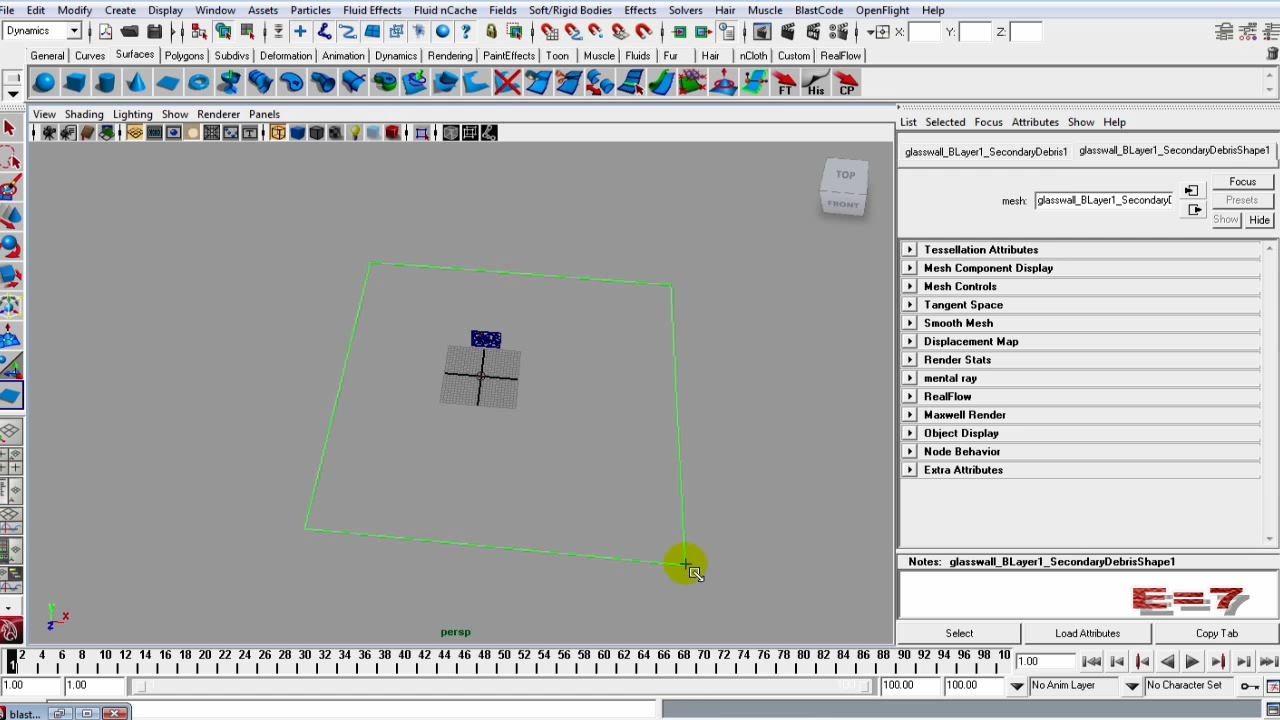 File Edit Modify Create Display Window Assets Particles Fluid Effects Fluid nCache Fields Soft/Rigid Bodies Effects Solvers Hair Muscle BlastCode OpenFlight Help
Dynamics X: Y: Z:
General Curves Surfaces Polygons Subdivs Deformation Animation Dynamics Rendering PaintEffects Toon Muscle Fluids Fur Hair nCloth Custom RealFlow
FT His CP
View Shading Lighting Show Renderer Panels
List Selected Focus Attributes Show Help
glasswall_BLayer1_SecondaryDebris1 glasswall_BLayer1_SecondaryDebrisShape1
TOP
FRONT
mesh: glasswall_BLayer1_Secondary
Focus
Presets
Show Hide
Tessellation Attributes
Mesh Component Display
Mesh Controls
Tangent Space
Smooth Mesh
Displacement Map
Render Stats
mental ray
RealFlow
Maxwell Render
Object Display
Node Behavior
Extra Attributes
Notes: glasswall_BLayer1_SecondaryDebrisShape1
E=7
y x
z
persp
Select Load Attributes Copy Tab
1 2 4 6 8 10 12 14 16 18 20 22 24 26 28 30 32 34 36 38 40 42 44 46 48 50 52 54 56 58 60 62 64 66 68 70 72 74 76 78 80 82 84 86 88 90 92 94 96 98 10 1.00
1.00 1.00 100.00 100.00 No Anim Layer No Character Set
blast...